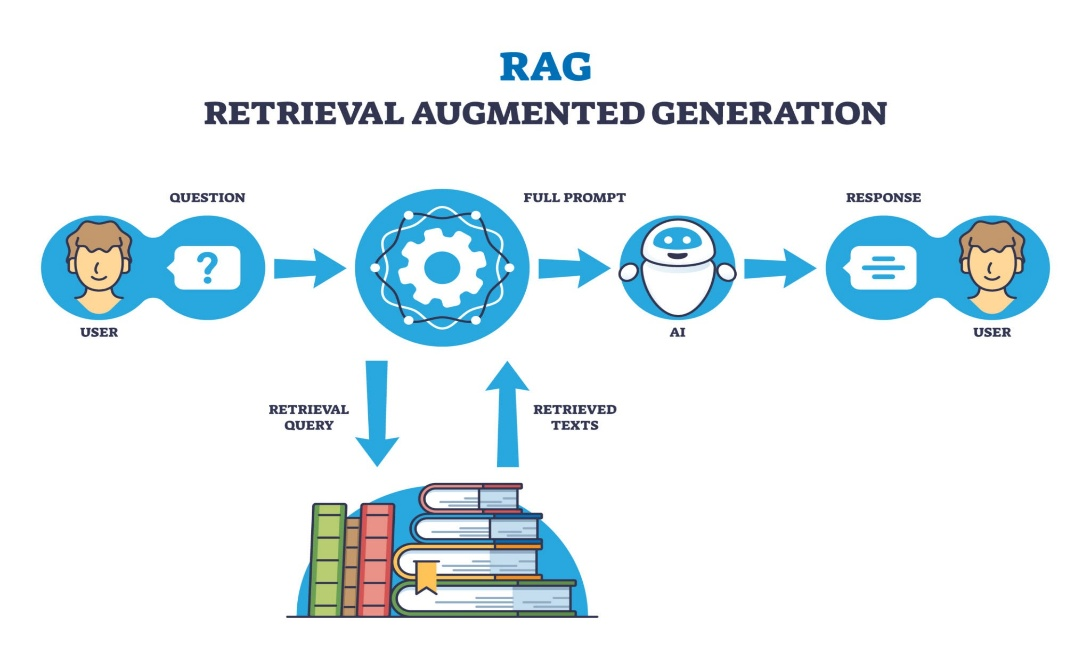 RAG
RETRIEVAL AUGMENTED GENERATION
QUESTION
FULL PROMPT
RESPONSE
?
USER
AI
USER
RETRIEVAL
QUERY
RETRIEVED
TEXTS